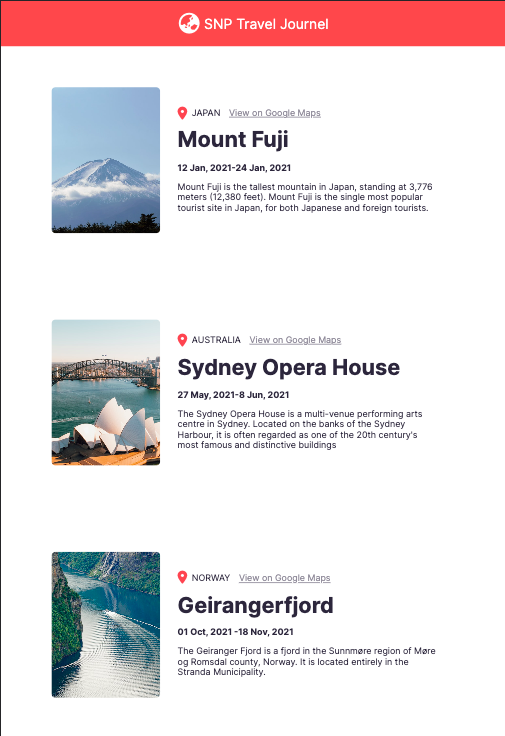 SNP Travel Journel
JAPAN View on Google Maps
Mount Fuji
12 Jan, 2021-24 Jan, 2021
Mount Fuji is the tallest mountain in Japan, standing at 3,776
meters (12,380 feet). Mount Fuji is the single most popular
tourist site in Japan, for both Japanese and foreign tourists.
AUSTRALIA View on Google Maps
Sydney Opera House
27 May, 2021-8 Jun, 2021
The Sydney Opera House is a multi-venue performing arts
centre in Sydney. Located on the banks of the Sydney
Harbour, it is often regarded as one of the 20th century's
most famous and distinctive buildings
NORWAY View on Google Maps
Geirangerfjord
01 Oct, 2021 -18 Nov, 2021
The Geiranger Fjord is a fjord in the Sunnmøre region of Møre
og Romsdal county, Norway. It is located entirely in the
Stranda Municipality.